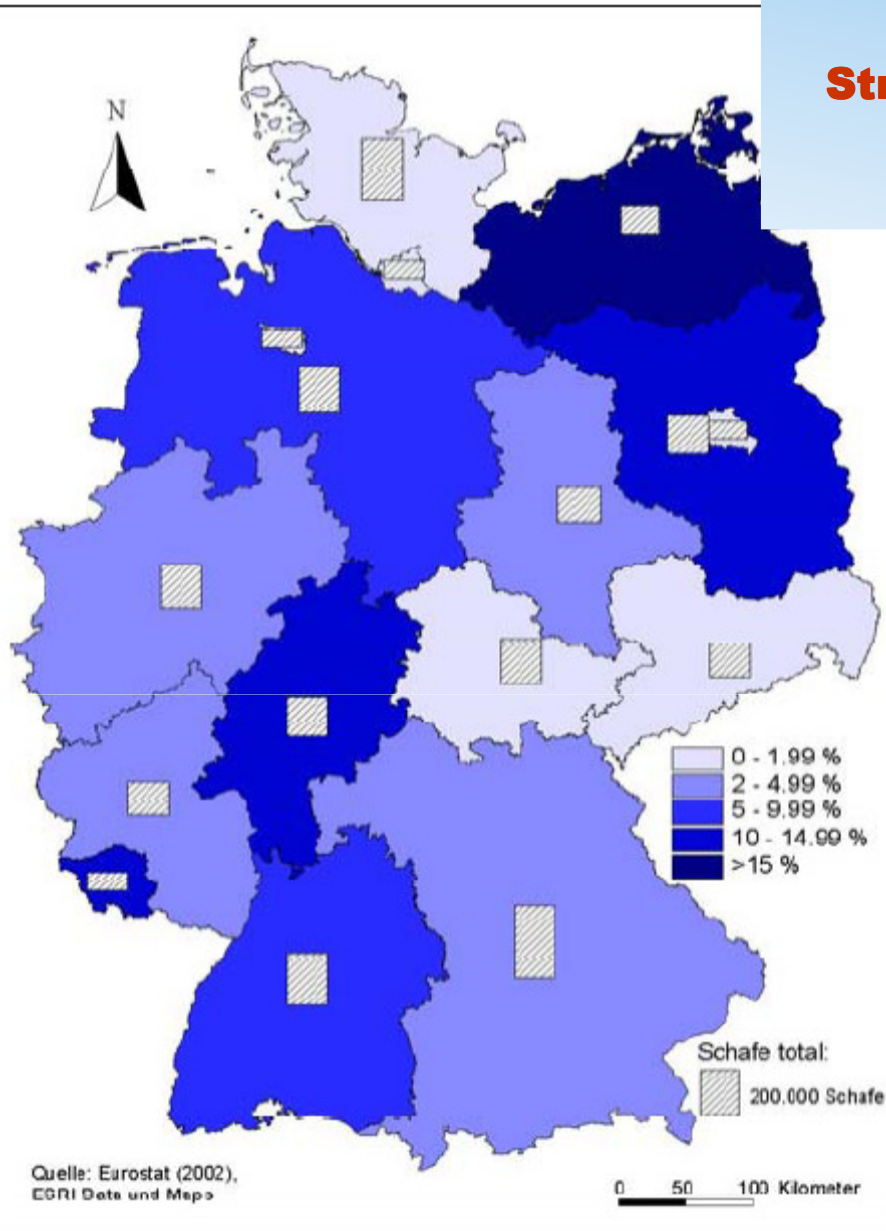 Str
N
0 - 1.99 %
2 - 4.99 %
5 - 9.99 %
10 - 14.99 %
>15 %
Schafe total:
200.000 Schafe
Quelle: Eurostat (2002),
ESRI Data und Maps
0 50 100 Kilometer